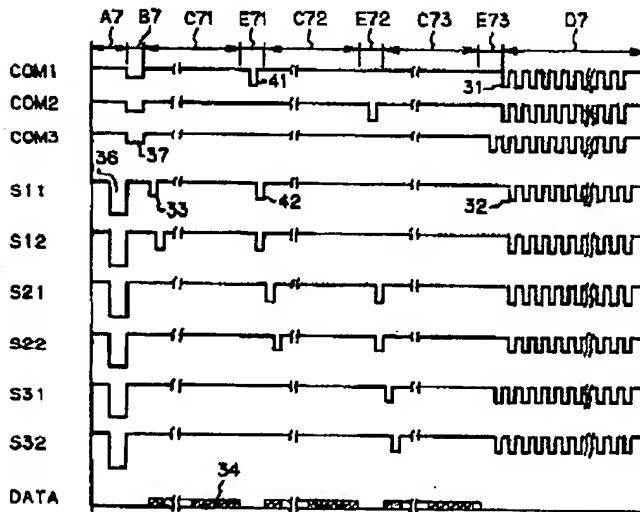 A7 B7 C71 E71 C72 E72 C73 E73 D7
COM1 41 31
COM2
COM3 37
36
S11 33 42 32
S12
S21
S22
S31
S32
34
DATA